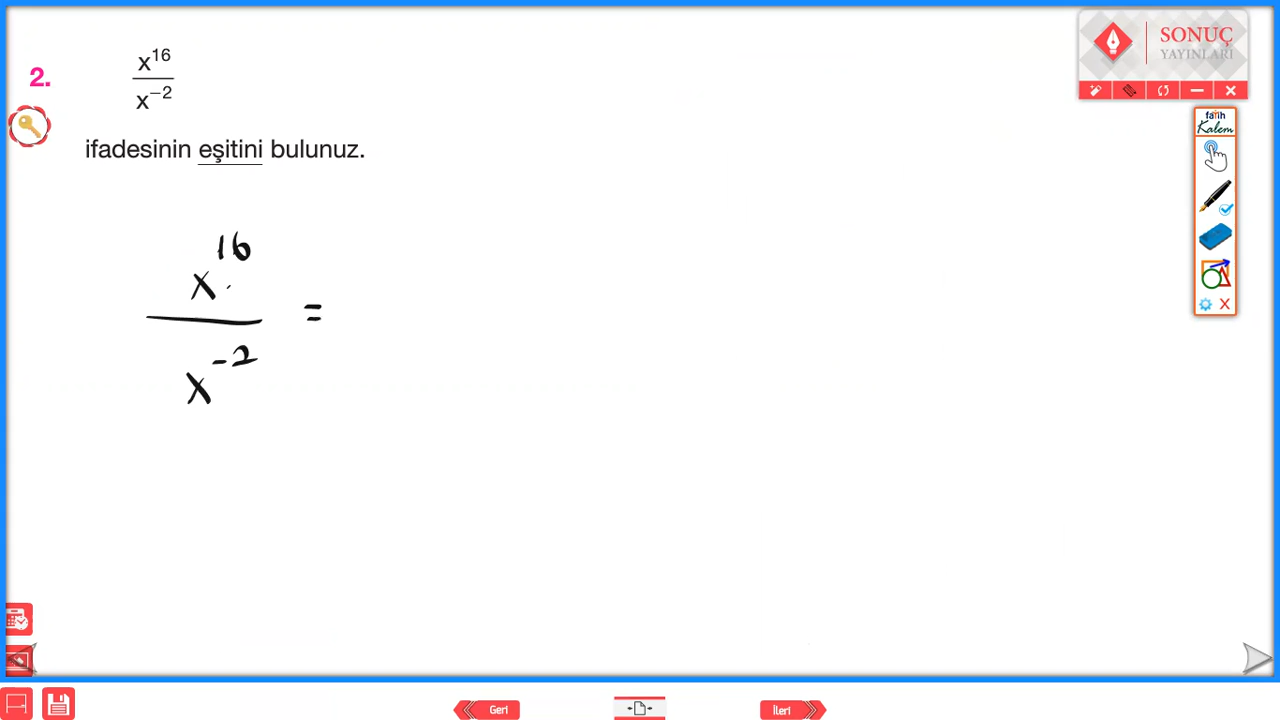 SONUÇ
YAYINLARI
2.
x^16
x^−2
ifadesinin eşitini bulunuz.
x^16
x^-2
=
fatih
Kalem
Geri
İleri